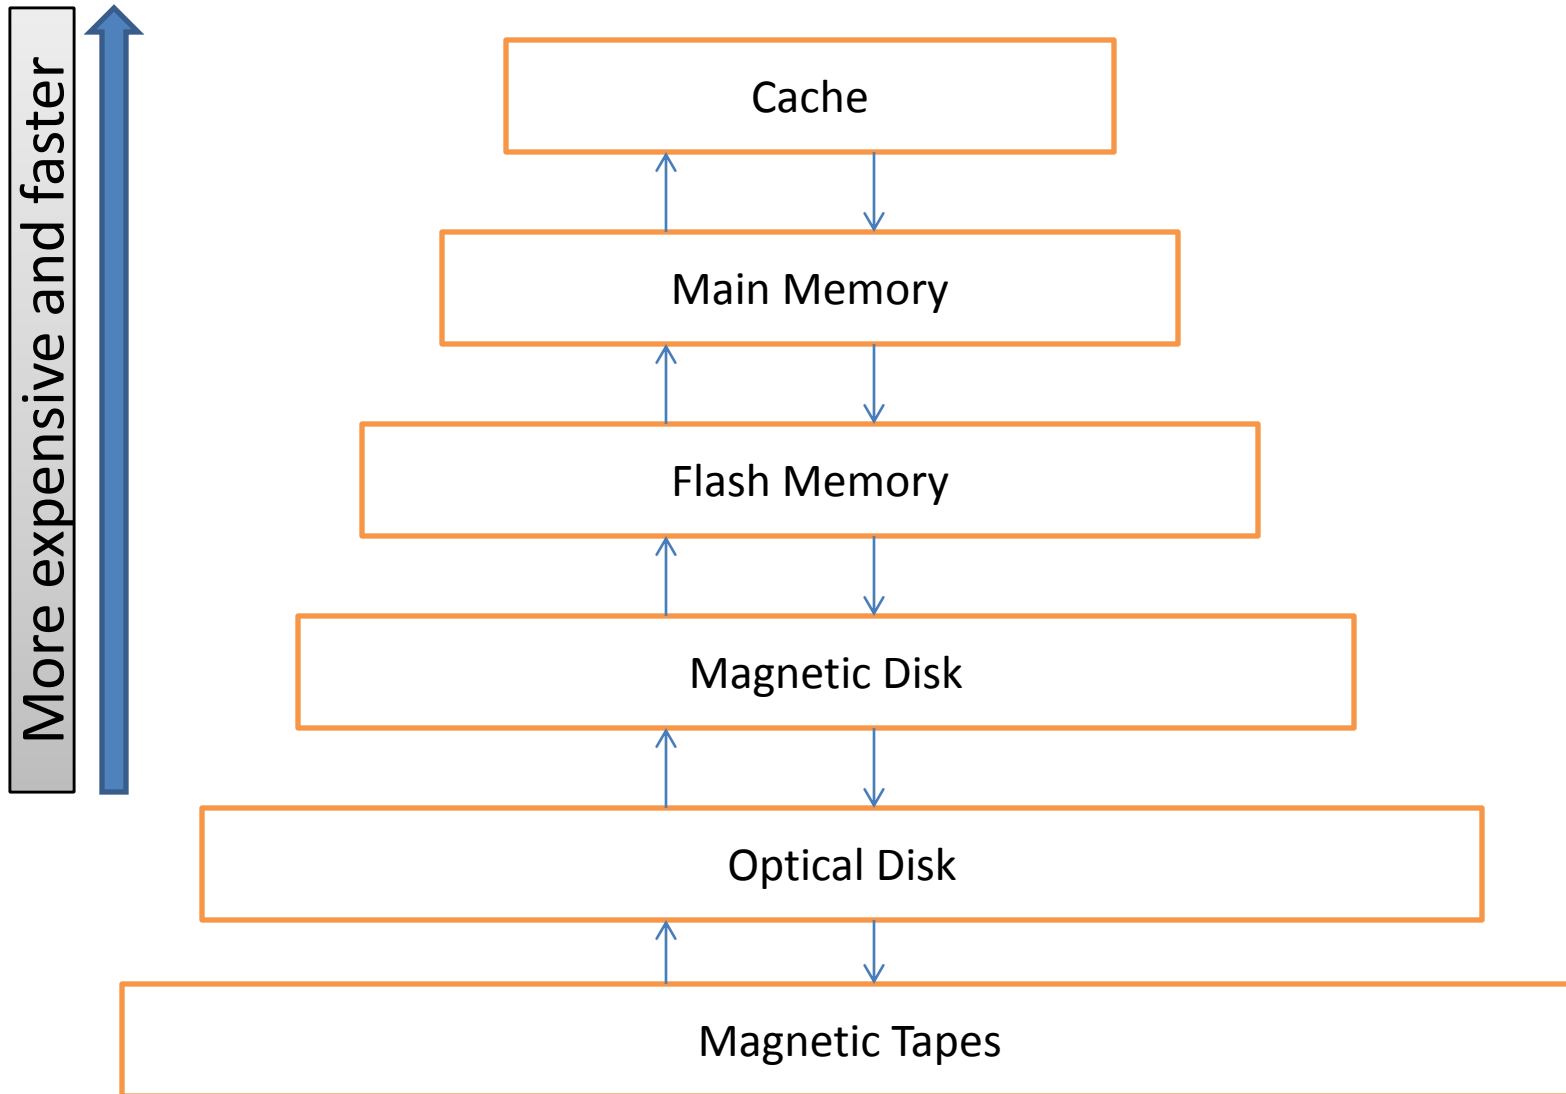 More expensive and faster
Cache
Main Memory
Flash Memory
Magnetic Disk
Optical Disk
Magnetic Tapes